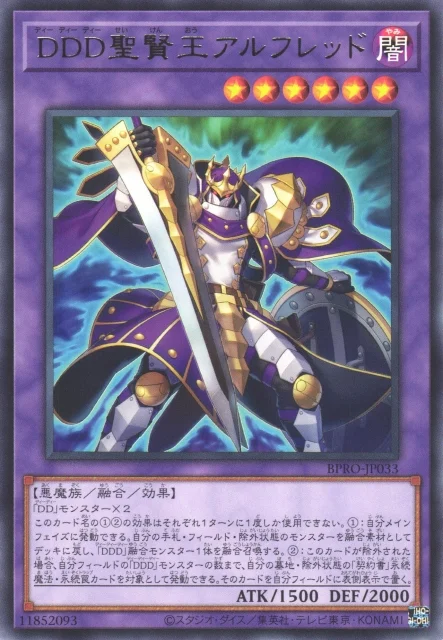 DDD聖賢王アルフレッド
闇
BPRO-JP033
【悪魔族／融合／効果】
「DD」モンスター×2
このカード名の①②の効果はそれぞれ1ターンに1度しか使用できない。①：自分メイン
フェイズに発動できる。自分の手札・フィールド・除外状態のモンスターを融合素材として
デッキに戻し、「DDD」融合モンスター1体を融合召喚する。②：このカードが除外された
場合、自分フィールドの「DDD」モンスターの数まで、自分の墓地・除外状態の「契約書」永続
魔法・永続罠カードを対象として発動できる。そのカードを自分フィールドに表側表示で置く。
ATK/1500 DEF/2000
11852093
©スタジオ・ダイス／集英社・テレビ東京・KONAMI